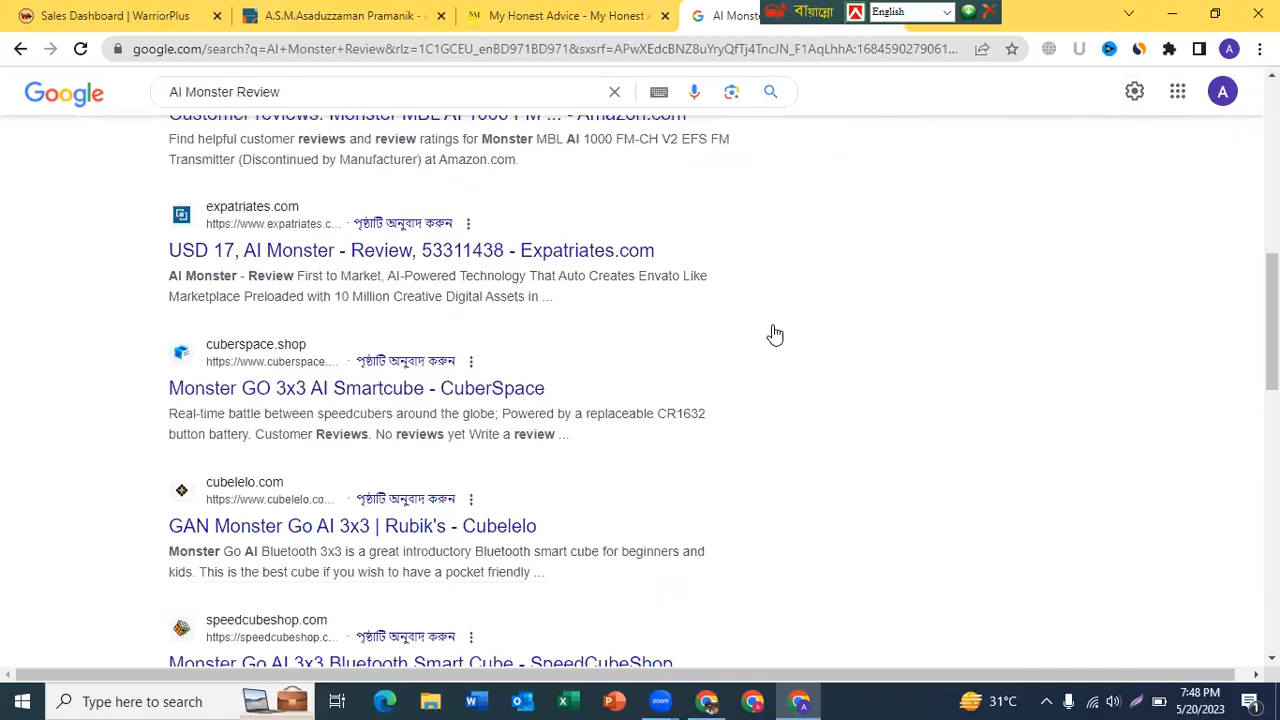 Sales Dashboard | WarriorPl
A.S.M.Asaduzzaman Pramanik -
My Honest Advice - My Honest
AI Mons
বায়ান্নো
English
google.com/search?q=AI+Monster+Review&rlz=1C1GCEU_enBD971BD971&sxsrf=APwXEdcBNZ8uYryQfTj4TncJN_F1AqLhhA:1684590279061...
A
Google
AI Monster Review
A
Customer reviews: Monster MBL AI 1000 FM ... - Amazon.com
Find helpful customer reviews and review ratings for Monster MBL AI 1000 FM-CH V2 EFS FM
Transmitter (Discontinued by Manufacturer) at Amazon.com.
expatriates.com
https://www.expatriates.c... · পৃষ্ঠাটি অনুবাদ করুন
USD 17, AI Monster - Review, 53311438 - Expatriates.com
AI Monster - Review First to Market, AI-Powered Technology That Auto Creates Envato Like
Marketplace Preloaded with 10 Million Creative Digital Assets in ...
cuberspace.shop
https://www.cuberspace.... · পৃষ্ঠাটি অনুবাদ করুন
Monster GO 3x3 AI Smartcube - CuberSpace
Real-time battle between speedcubers around the globe; Powered by a replaceable CR1632
button battery. Customer Reviews. No reviews yet Write a review ...
cubelelo.com
https://www.cubelelo.co... · পৃষ্ঠাটি অনুবাদ করুন
GAN Monster Go AI 3x3 | Rubik's - Cubelelo
Monster Go AI Bluetooth 3x3 is a great introductory Bluetooth smart cube for beginners and
kids. This is the best cube if you wish to have a pocket friendly ...
speedcubeshop.com
https://speedcubeshop.c... · পৃষ্ঠাটি অনুবাদ করুন
Monster Go AI 3x3 Bluetooth Smart Cube - SpeedCubeShop
Type here to search
zoom
31°C
7:48 PM
5/20/2023
1